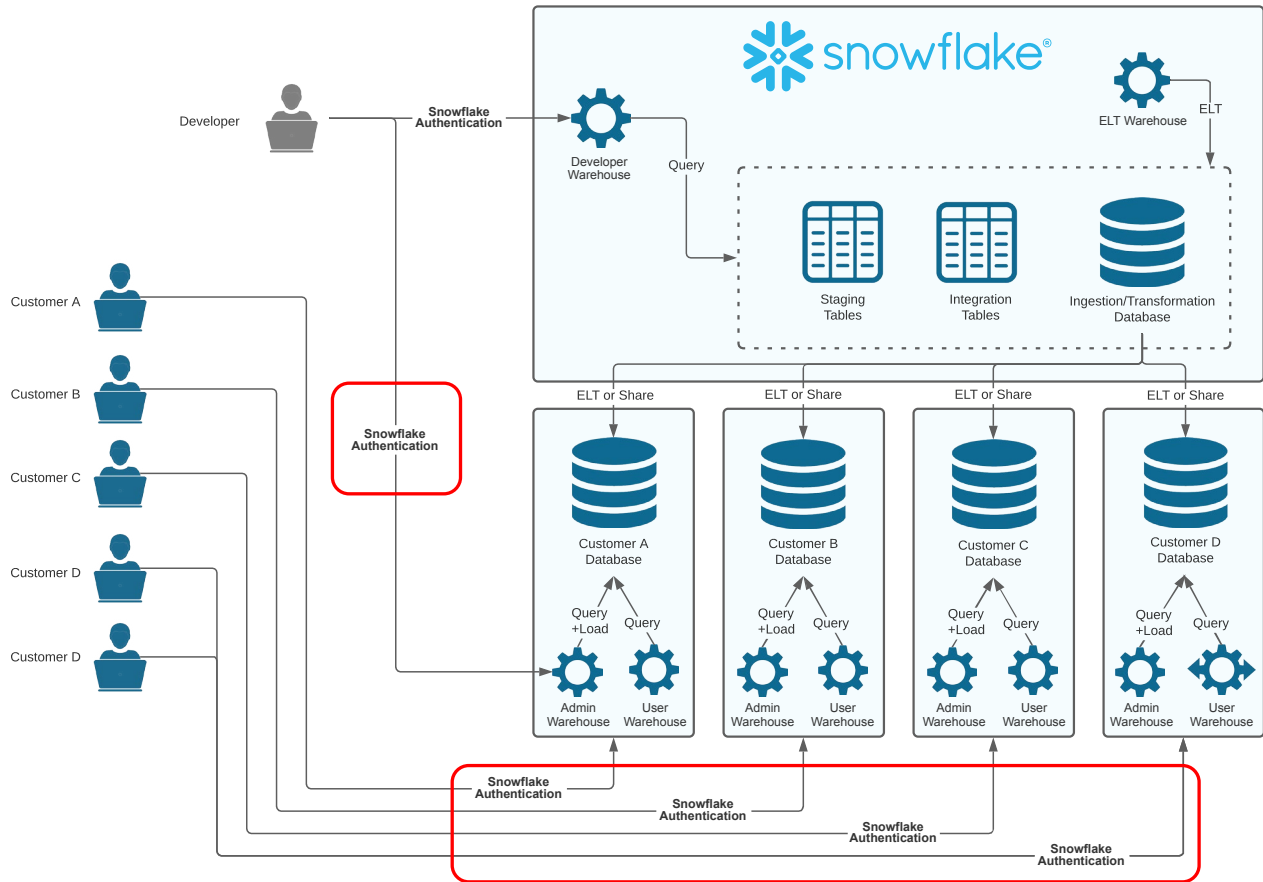 snowflake®
Developer
Snowflake
Authentication
Developer
Warehouse
Query
ELT Warehouse
ELT
Staging
Tables
Integration
Tables
Ingestion/Transformation
Database
Customer A
Customer B
Customer C
Customer D
Customer D
Snowflake
Authentication
ELT or Share
ELT or Share
ELT or Share
ELT or Share
Customer A
Database
Customer B
Database
Customer C
Database
Customer D
Database
Query
+Load
Query
Query
+Load
Query
Query
+Load
Query
Query
+Load
Query
Admin
Warehouse
User
Warehouse
Admin
Warehouse
User
Warehouse
Admin
Warehouse
User
Warehouse
Admin
Warehouse
User
Warehouse
Snowflake
Authentication
Snowflake
Authentication
Snowflake
Authentication
Snowflake
Authentication